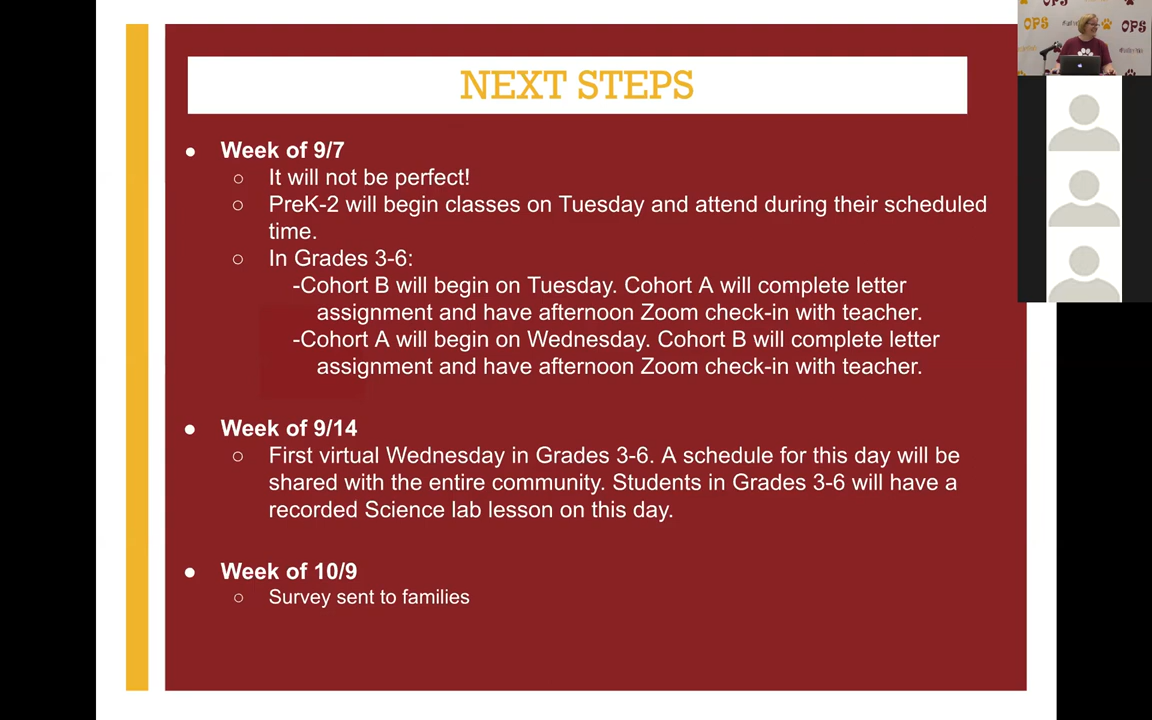 NEXT STEPS
● Week of 9/7
○ It will not be perfect!
○ PreK-2 will begin classes on Tuesday and attend during their scheduled
time.
○ In Grades 3-6:
-Cohort B will begin on Tuesday. Cohort A will complete letter
assignment and have afternoon Zoom check-in with teacher.
-Cohort A will begin on Wednesday. Cohort B will complete letter
assignment and have afternoon Zoom check-in with teacher.
● Week of 9/14
○ First virtual Wednesday in Grades 3-6. A schedule for this day will be
shared with the entire community. Students in Grades 3-6 will have a
recorded Science lab lesson on this day.
● Week of 10/9
○ Survey sent to families
OPS OPS